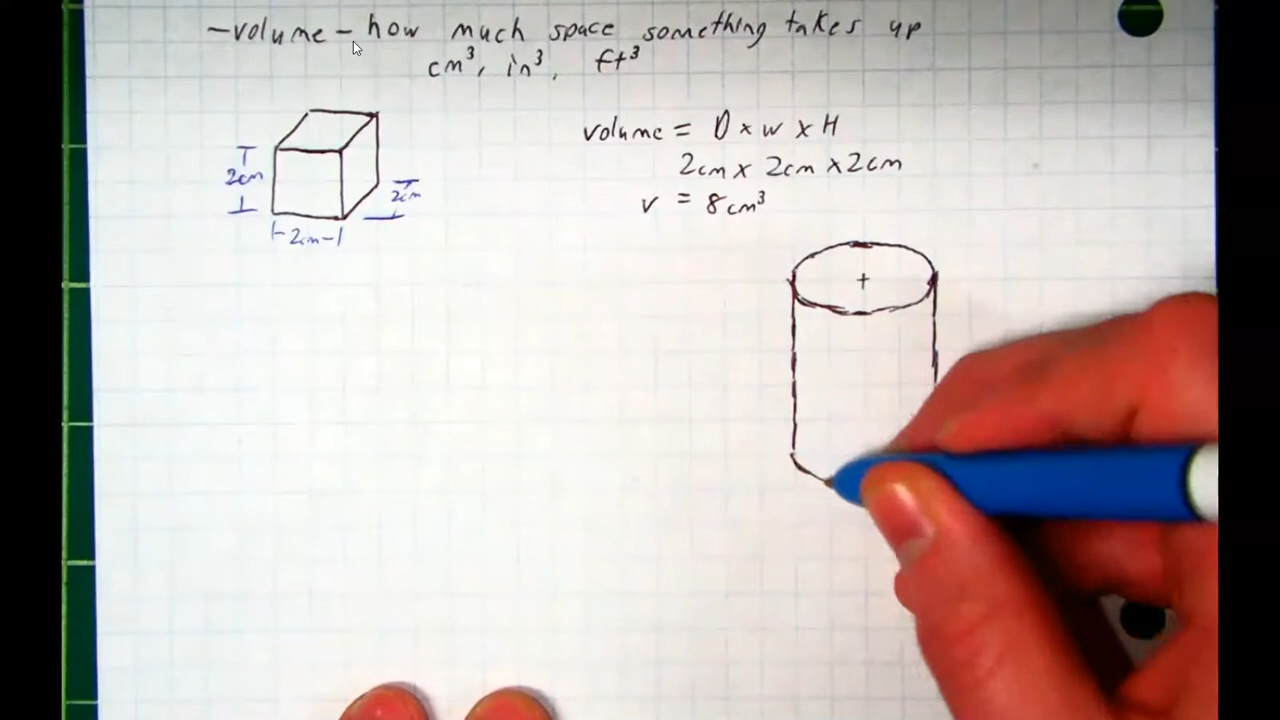 -volume - how much space something takes up
cm³, in³, ft³
volume = D x w x H
2cm x 2cm x 2cm
v = 8cm³
2cm
2cm
2cm